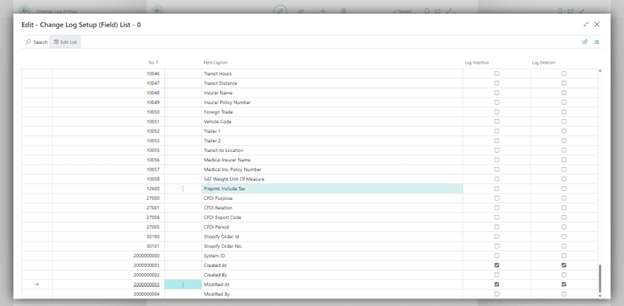 Change Log Entries
Saved
Edit - Change Log Setup (Field) List - 0
Search Edit List
No. ↑ Field Caption Log Insertion Log Deletion
10046 Transit Hours
10047 Transit Distance
10048 Insurer Name
10049 Insurer Policy Number
10050 Foreign Trade
10051 Vehicle Code
10052 Trailer 1
10053 Trailer 2
10055 Transit-to Location
10056 Medical Insurer Name
10057 Medical Ins. Policy Number
10058 SAT Weight Unit Of Measure
12600 Prepmt. Include Tax
27000 CFDI Purpose
27001 CFDI Relation
27004 CFDI Export Code
27005 CFDI Period
30100 Shopify Order Id
30101 Shopify Order No.
2000000000 System ID
2000000001 Created At
2000000002 Created By
2000000003 Modified At
2000000004 Modified By